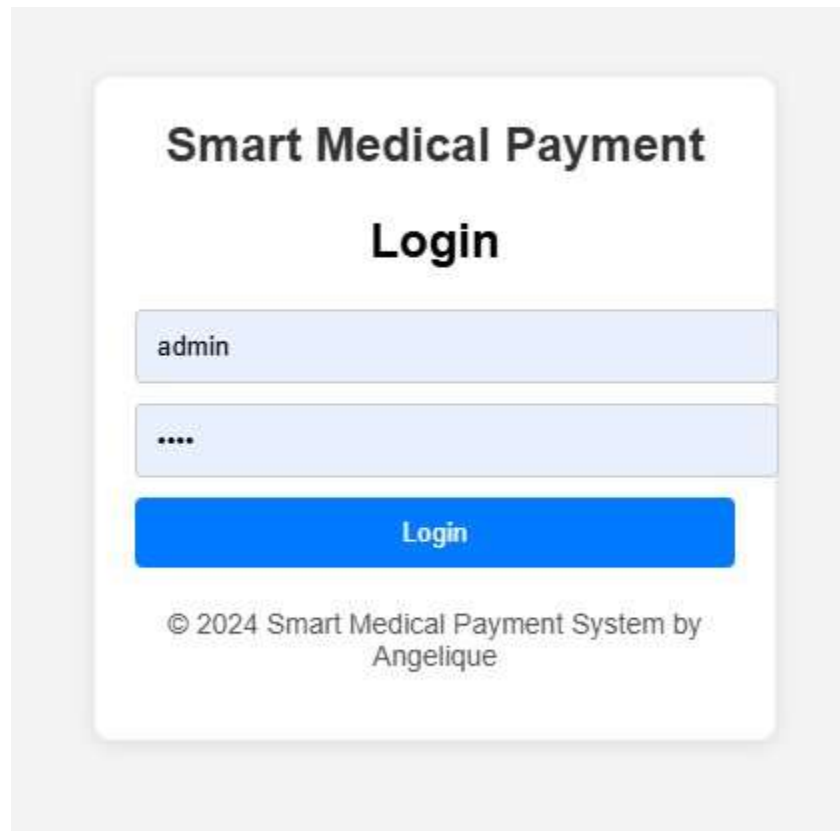 Smart Medical Payment
Login
admin
••••
Login
© 2024 Smart Medical Payment System by
Angelique